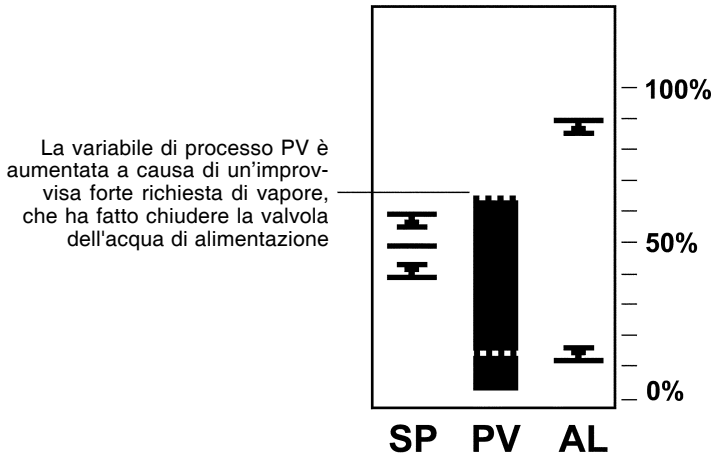 La variabile di processo PV è
aumentata a causa di un'improv-
visa forte richiesta di vapore,
che ha fatto chiudere la valvola
dell'acqua di alimentazione
100%
50%
0%
SP PV AL